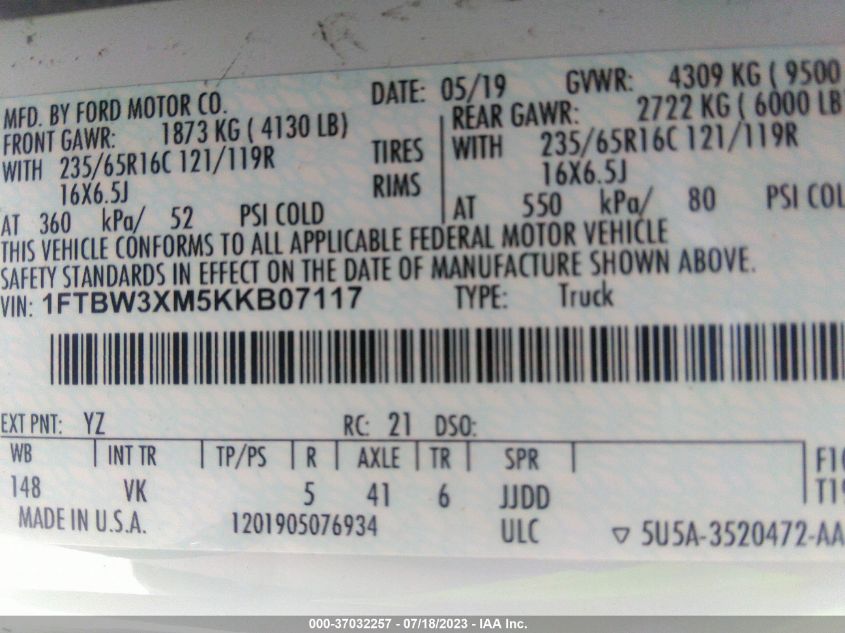 MFD. BY FORD MOTOR CO. DATE: 05/19 GVWR: 4309 KG ( 9500
FRONT GAWR: 1873 KG ( 4130 LB) REAR GAWR: 2722 KG ( 6000 LB
WITH 235/65R16C 121/119R TIRES WITH 235/65R16C 121/119R
16X6.5J RIMS 16X6.5J
AT 360 kPa/ 52 PSI COLD AT 550 kPa/ 80 PSI COL
THIS VEHICLE CONFORMS TO ALL APPLICABLE FEDERAL MOTOR VEHICLE
SAFETY STANDARDS IN EFFECT ON THE DATE OF MANUFACTURE SHOWN ABOVE.
VIN: 1FTBW3XM5KKB07117 TYPE: Truck
EXT PNT: YZ RC: 21 DSO:
WB INT TR TP/PS R AXLE TR SPR F10
148 VK 5 41 6 JJDD T19
MADE IN U.S.A. 1201905076934 ULC ▽ 5U5A-3520472-AA
000-37032257 - 07/18/2023 - IAA Inc.